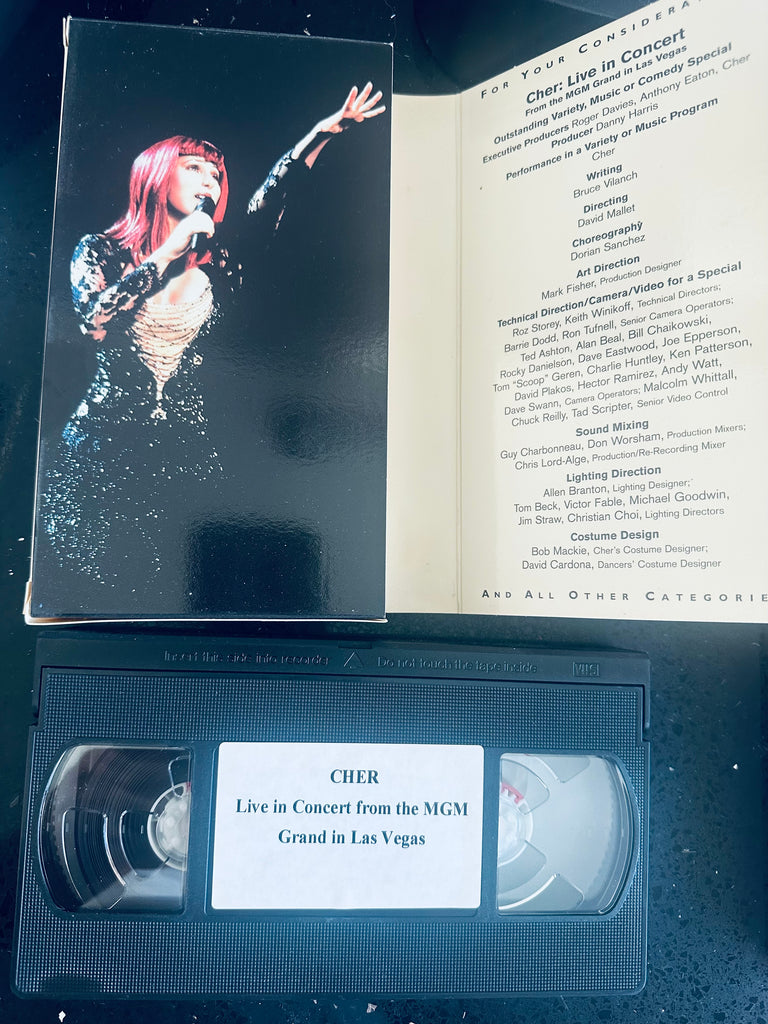 FOR YOUR CONSIDERA
Cher: Live in Concert
From the MGM Grand in Las Vegas
Outstanding Variety, Music or Comedy Special
Executive Producers Roger Davies, Anthony Eaton, Cher
Producer Danny Harris
Performance in a Variety or Music Program
Cher
Writing
Bruce Vilanch
Directing
David Mallet
Choreography
Dorian Sanchez
Art Direction
Mark Fisher, Production Designer
Technical Direction/Camera/Video for a Special
Roz Storey, Keith Winikoff, Technical Directors;
Barrie Dodd, Ron Tufnell, Senior Camera Operators;
Ted Ashton, Alan Beal, Bill Chaikowski,
Rocky Danielson, Dave Eastwood, Joe Epperson,
Tom "Scoop" Geren, Charlie Huntley, Ken Patterson,
David Plakos, Hector Ramirez, Andy Watt,
Dave Swann, Camera Operators; Malcolm Whittall,
Chuck Reilly, Tad Scripter, Senior Video Control
Sound Mixing
Guy Charbonneau, Don Worsham, Production Mixers;
Chris Lord-Alge, Production/Re-Recording Mixer
Lighting Direction
Allen Branton, Lighting Designer;
Tom Beck, Victor Fable, Michael Goodwin,
Jim Straw, Christian Choi, Lighting Directors
Costume Design
Bob Mackie, Cher's Costume Designer;
David Cardona, Dancers' Costume Designer
AND ALL OTHER CATEGORIE
Insert this side into recorder △ Do not touch the tape inside VHS
CHER
Live in Concert from the MGM
Grand in Las Vegas